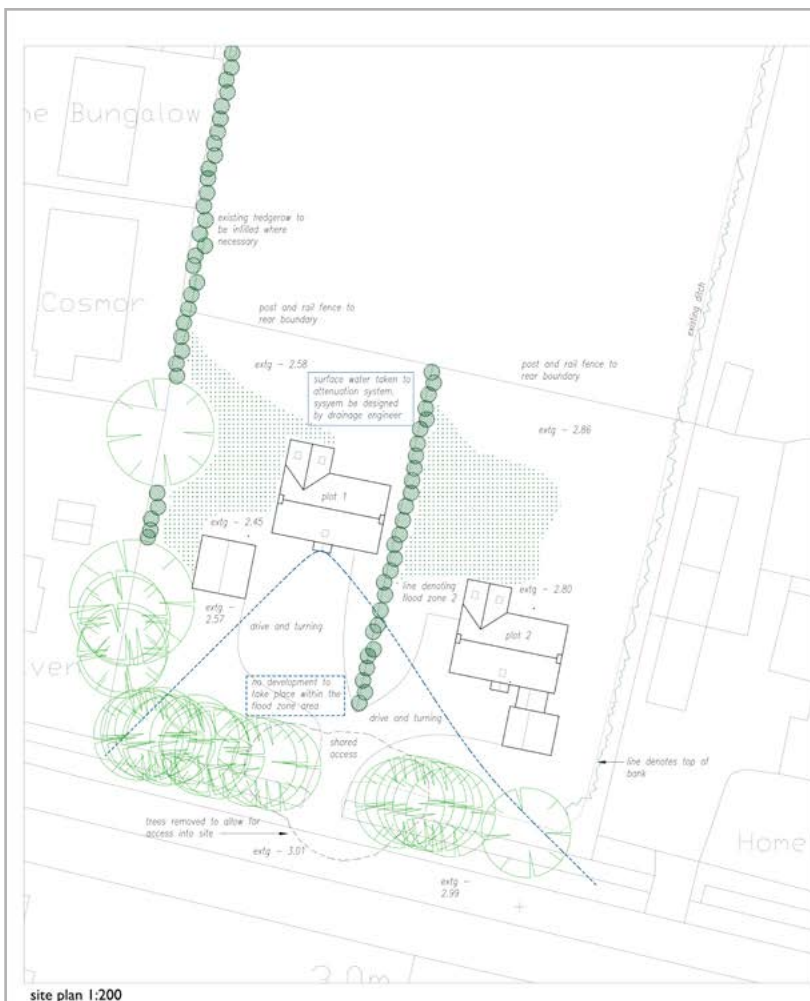 ne Bungalow
existing hedgerow to
be infilled where
necessary
Cosmor
existing ditch
post and rail fence to
rear boundary
extg - 2.58
post and rail fence to
rear boundary
surface water taken to
attenuation system,
sysyem be designed
by drainage engineer
extg - 2.86
plot 1
extg - 2.45
line denoting
flood zone 2
extg - 2.80
extg -
2.57
drive and turning
plot 2
ver
no development to
take place within the
flood zone area
drive and turning
shared
access
line denotes top of
bank
trees removed to allow for
access into site
extg - 3.01
Home
extg -
2.99
3.0m
site plan 1:200